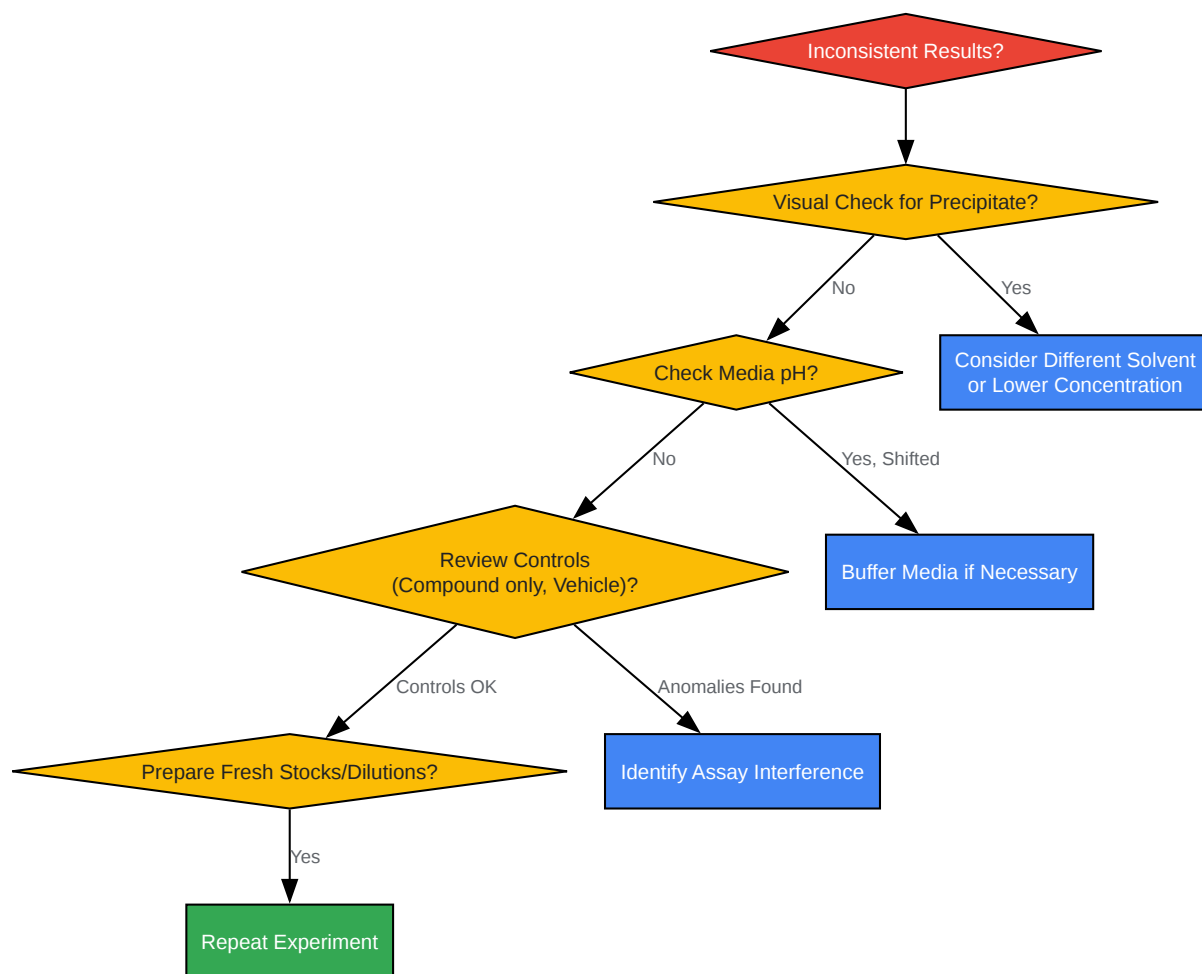 Inconsistent Results?
Visual Check for Precipitate?
No
Yes
Check Media pH?
Consider Different Solvent
or Lower Concentration
No
Yes, Shifted
Review Controls
(Compound only, Vehicle)?
Buffer Media if Necessary
Controls OK
Anomalies Found
Prepare Fresh Stocks/Dilutions?
Identify Assay Interference
Yes
Repeat Experiment